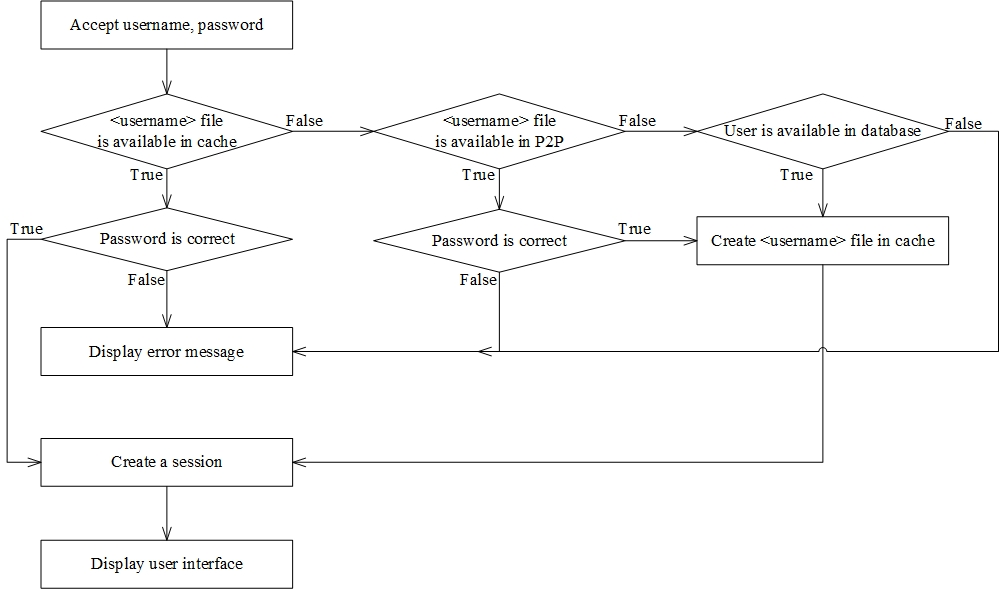 Accept username, password
<username> file
is available in cache
False
<username> file
is available in P2P
False
User is available in database
False
True
True
True
True
Password is correct
False
Password is correct
True
False
Create <username> file in cache
Display error message
Create a session
Display user interface